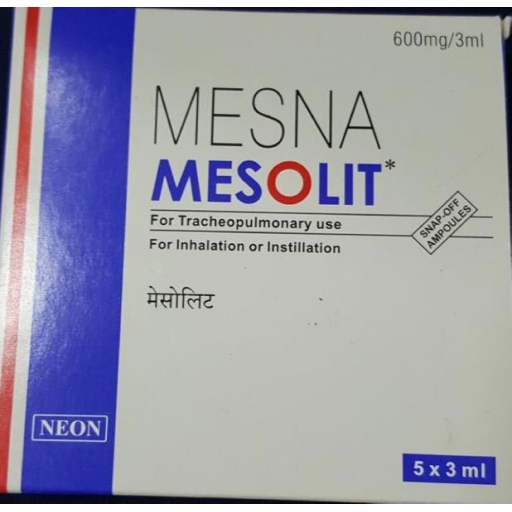 600mg/3ml
MESNA
MESOLIT*
For Tracheopulmonary use
For Inhalation or Instillation
SNAP-OFF
AMPOULES
मेसोलिट
NEON
5 x 3 ml